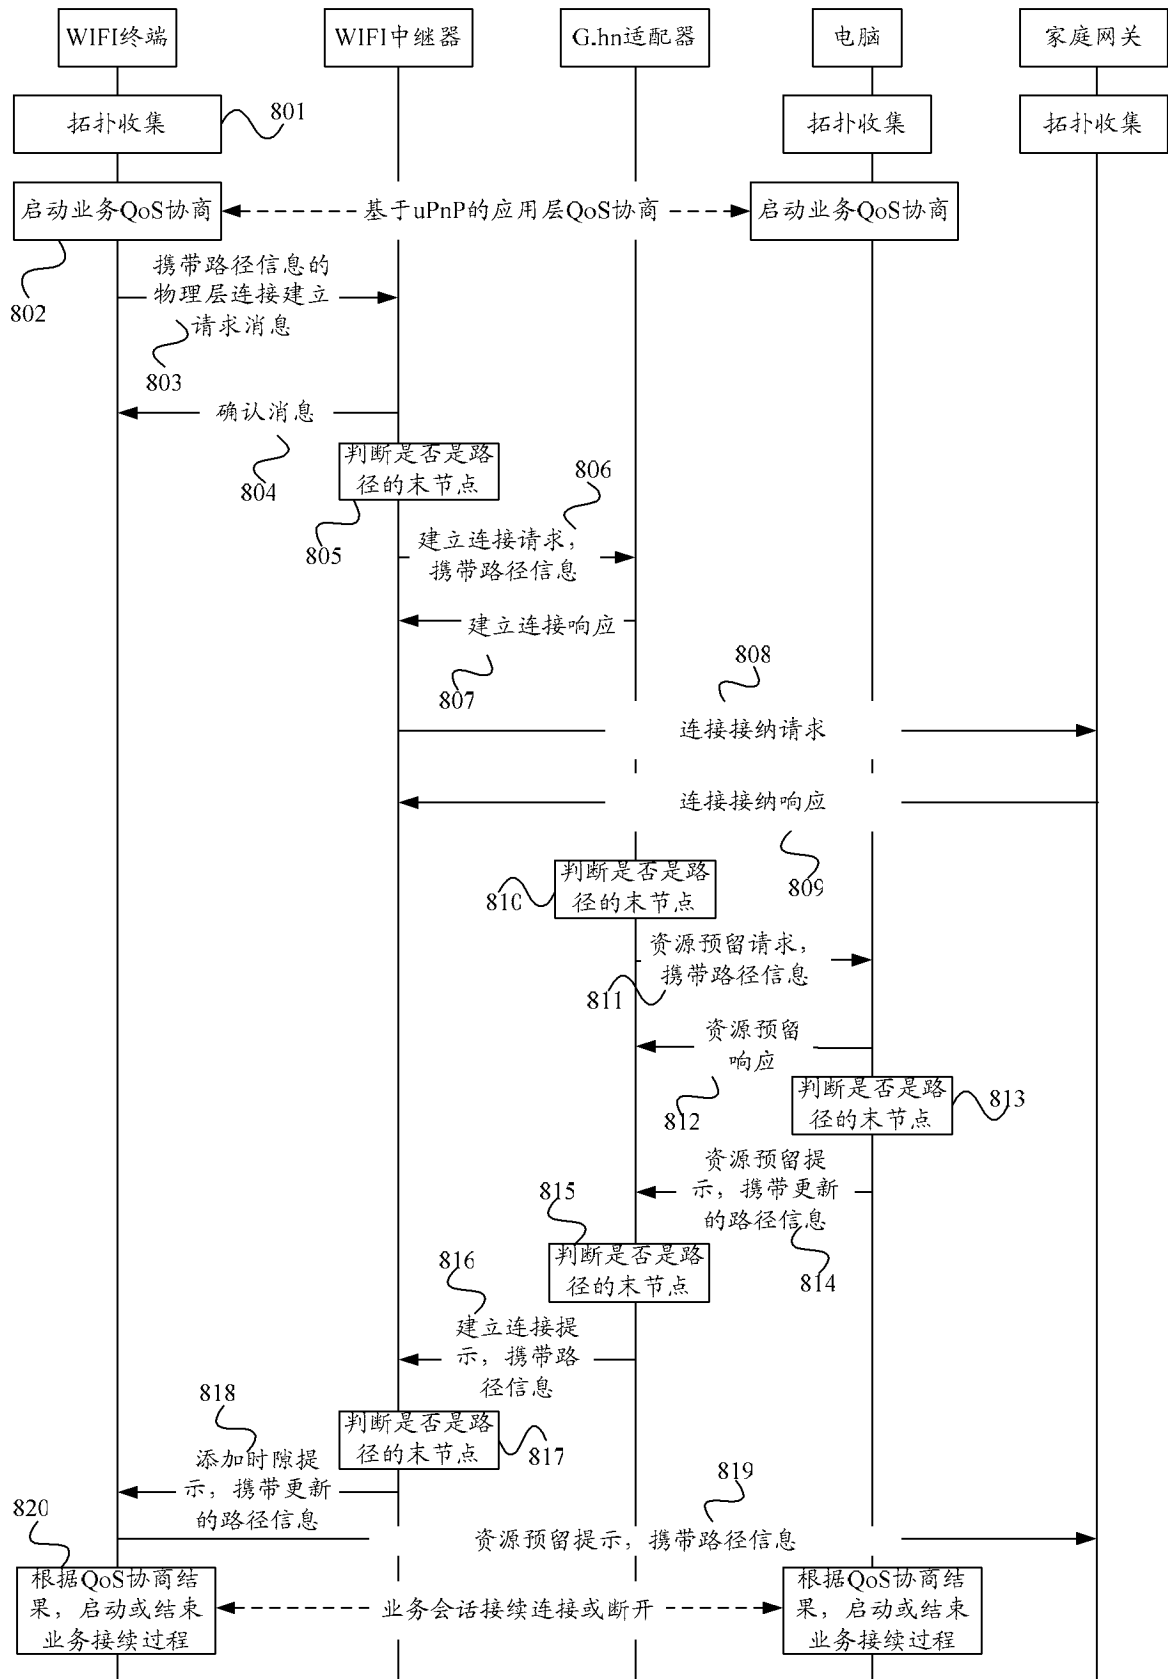 WIFI终端
WIFI中继器
G.hn适配器
电脑
家庭网关
拓扑收集
801
拓扑收集
拓扑收集
启动业务QoS协商
基于uPnP的应用层QoS协商
启动业务QoS协商
802
携带路径信息的
物理层连接建立
请求消息
803
确认消息
804
判断是否是路
径的末节点
805
806
建立连接请求，
携带路径信息
建立连接响应
807
808
连接接纳请求
连接接纳响应
809
判断是否是路
径的末节点
810
资源预留请求，
携带路径信息
811
资源预留
响应
812
判断是否是路
径的末节点
813
资源预留提
示，携带更新
的路径信息
814
815
判断是否是路
径的末节点
816
建立连接提
示，携带路
径信息
判断是否是路
径的末节点
817
818
添加时隙提
示，携带更新
的路径信息
819
资源预留提示，携带路径信息
820
根据QoS协商结
果，启动或结束
业务接续过程
业务会话接续连接或断开
根据QoS协商结
果，启动或结束
业务接续过程